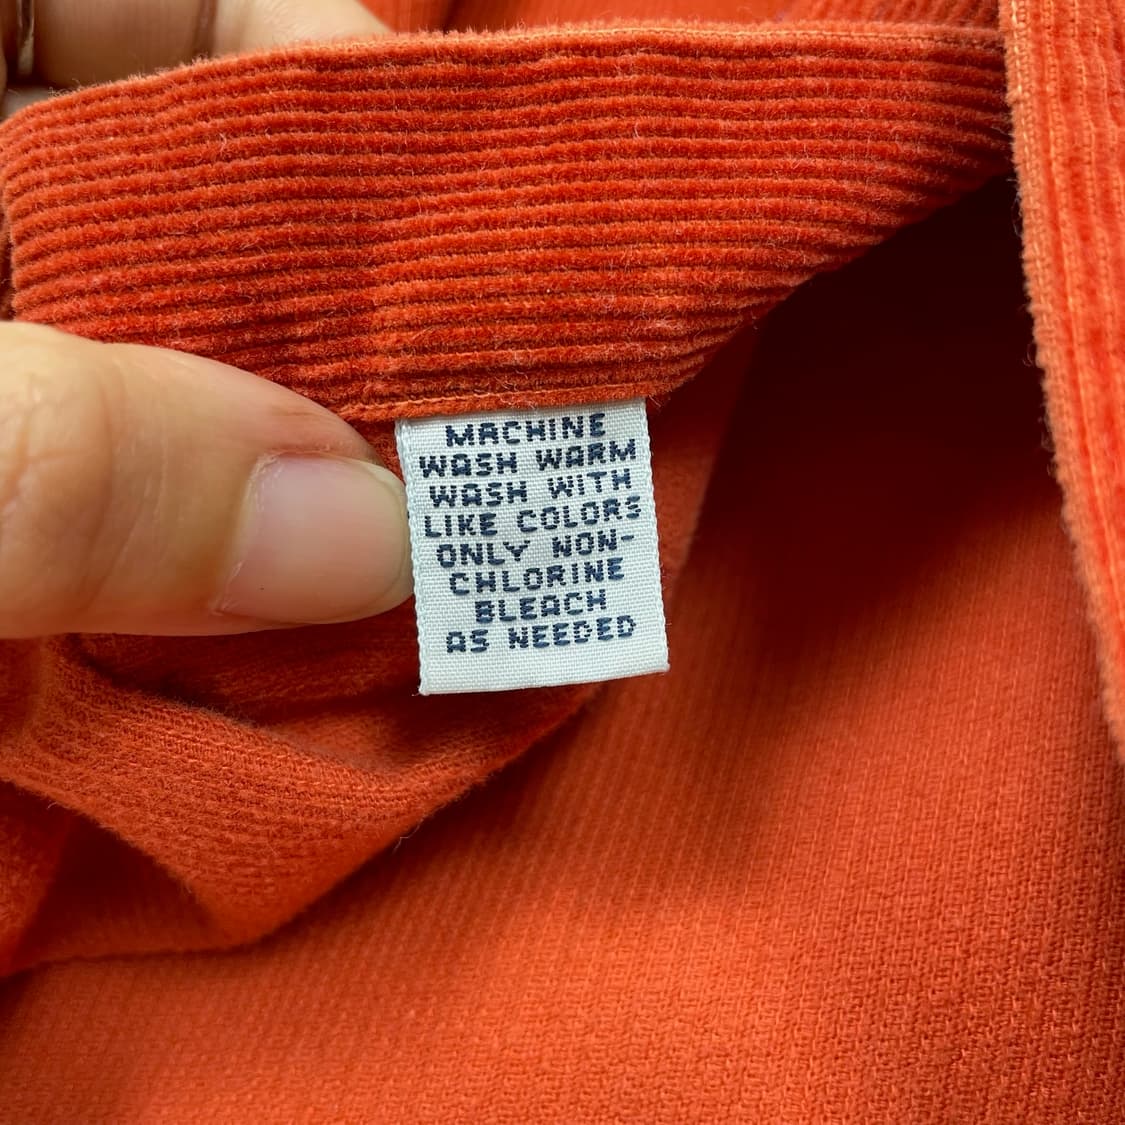 MACHINE
WASH WARM
WASH WITH
LIKE COLORS
ONLY NON-
CHLORINE
BLEACH
AS NEEDED